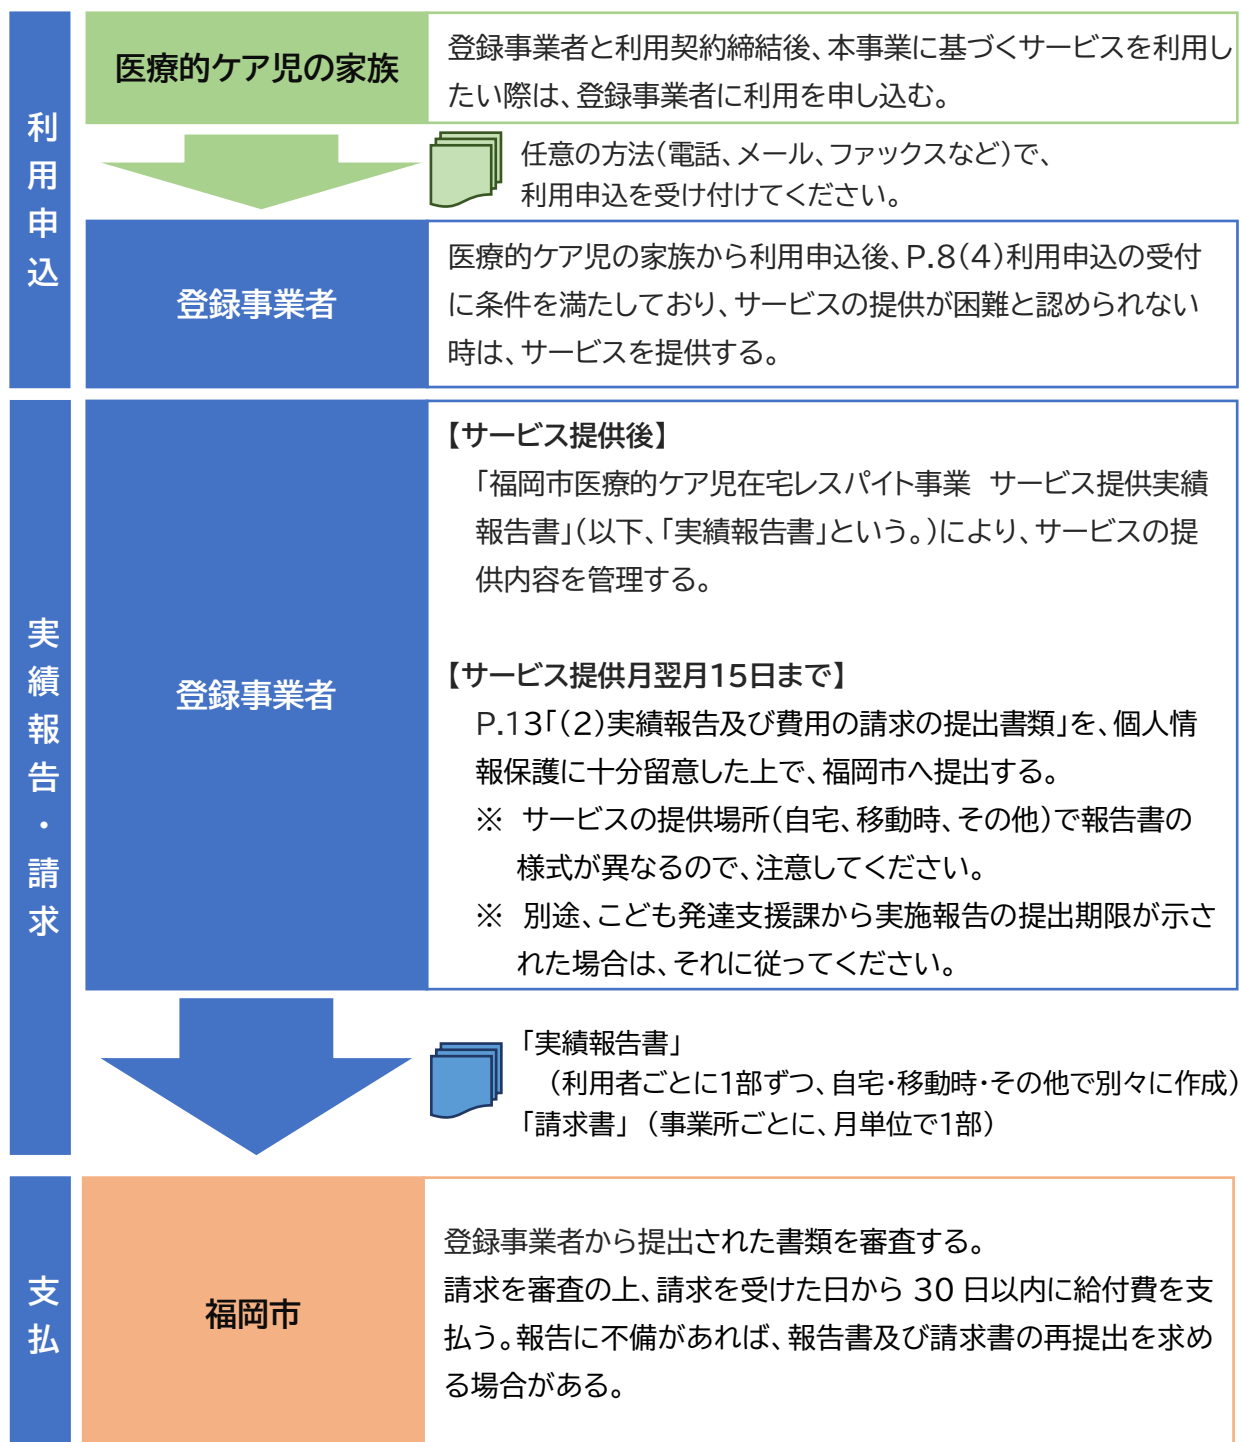 利用申込
医療的ケア児の家族
登録事業者と利用契約締結後、本事業に基づくサービスを利用し
たい際は、登録事業者に利用を申し込む。
任意の方法(電話、メール、ファックスなど)で、
利用申込を受け付けてください。
登録事業者
医療的ケア児の家族から利用申込後、P.8(4)利用申込の受付
に条件を満たしており、サービスの提供が困難と認められない
時は、サービスを提供する。
実績報告・請求
登録事業者
【サービス提供後】
「福岡市医療的ケア児在宅レスパイト事業 サービス提供実績
報告書」(以下、「実績報告書」という。)により、サービスの提
供内容を管理する。
【サービス提供月翌月15日まで】
P.13「(2)実績報告及び費用の請求の提出書類」を、個人情
報保護に十分留意した上で、福岡市へ提出する。
※ サービスの提供場所(自宅、移動時、その他)で報告書の
様式が異なるので、注意してください。
※ 別途、こども発達支援課から実施報告の提出期限が示さ
れた場合は、それに従ってください。
「実績報告書」
(利用者ごとに1部ずつ、自宅・移動時・その他で別々に作成)
「請求書」(事業所ごとに、月単位で1部)
支払
福岡市
登録事業者から提出された書類を審査する。
請求を審査の上、請求を受けた日から 30 日以内に給付費を支
払う。報告に不備があれば、報告書及び請求書の再提出を求め
る場合がある。